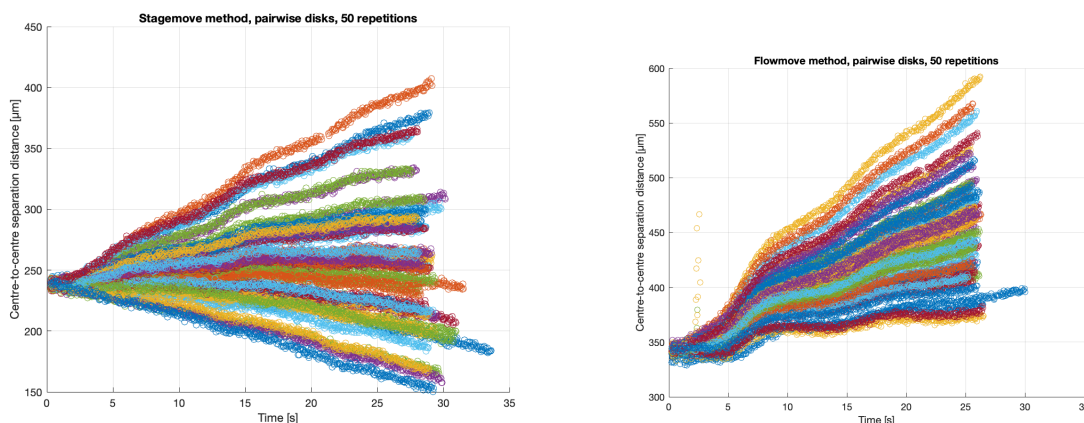 Stagemove method, pairwise disks, 50 repetitions
Centre-to-centre separation distance [µm]
450
400
350
300
250
200
150
0 5 10 15 20 25 30 35
Time [s]
Flowmove method, pairwise disks, 50 repetitions
Centre-to-centre separation distance [µm]
600
550
500
450
400
350
300
0 5 10 15 20 25 30 35
Time [s]